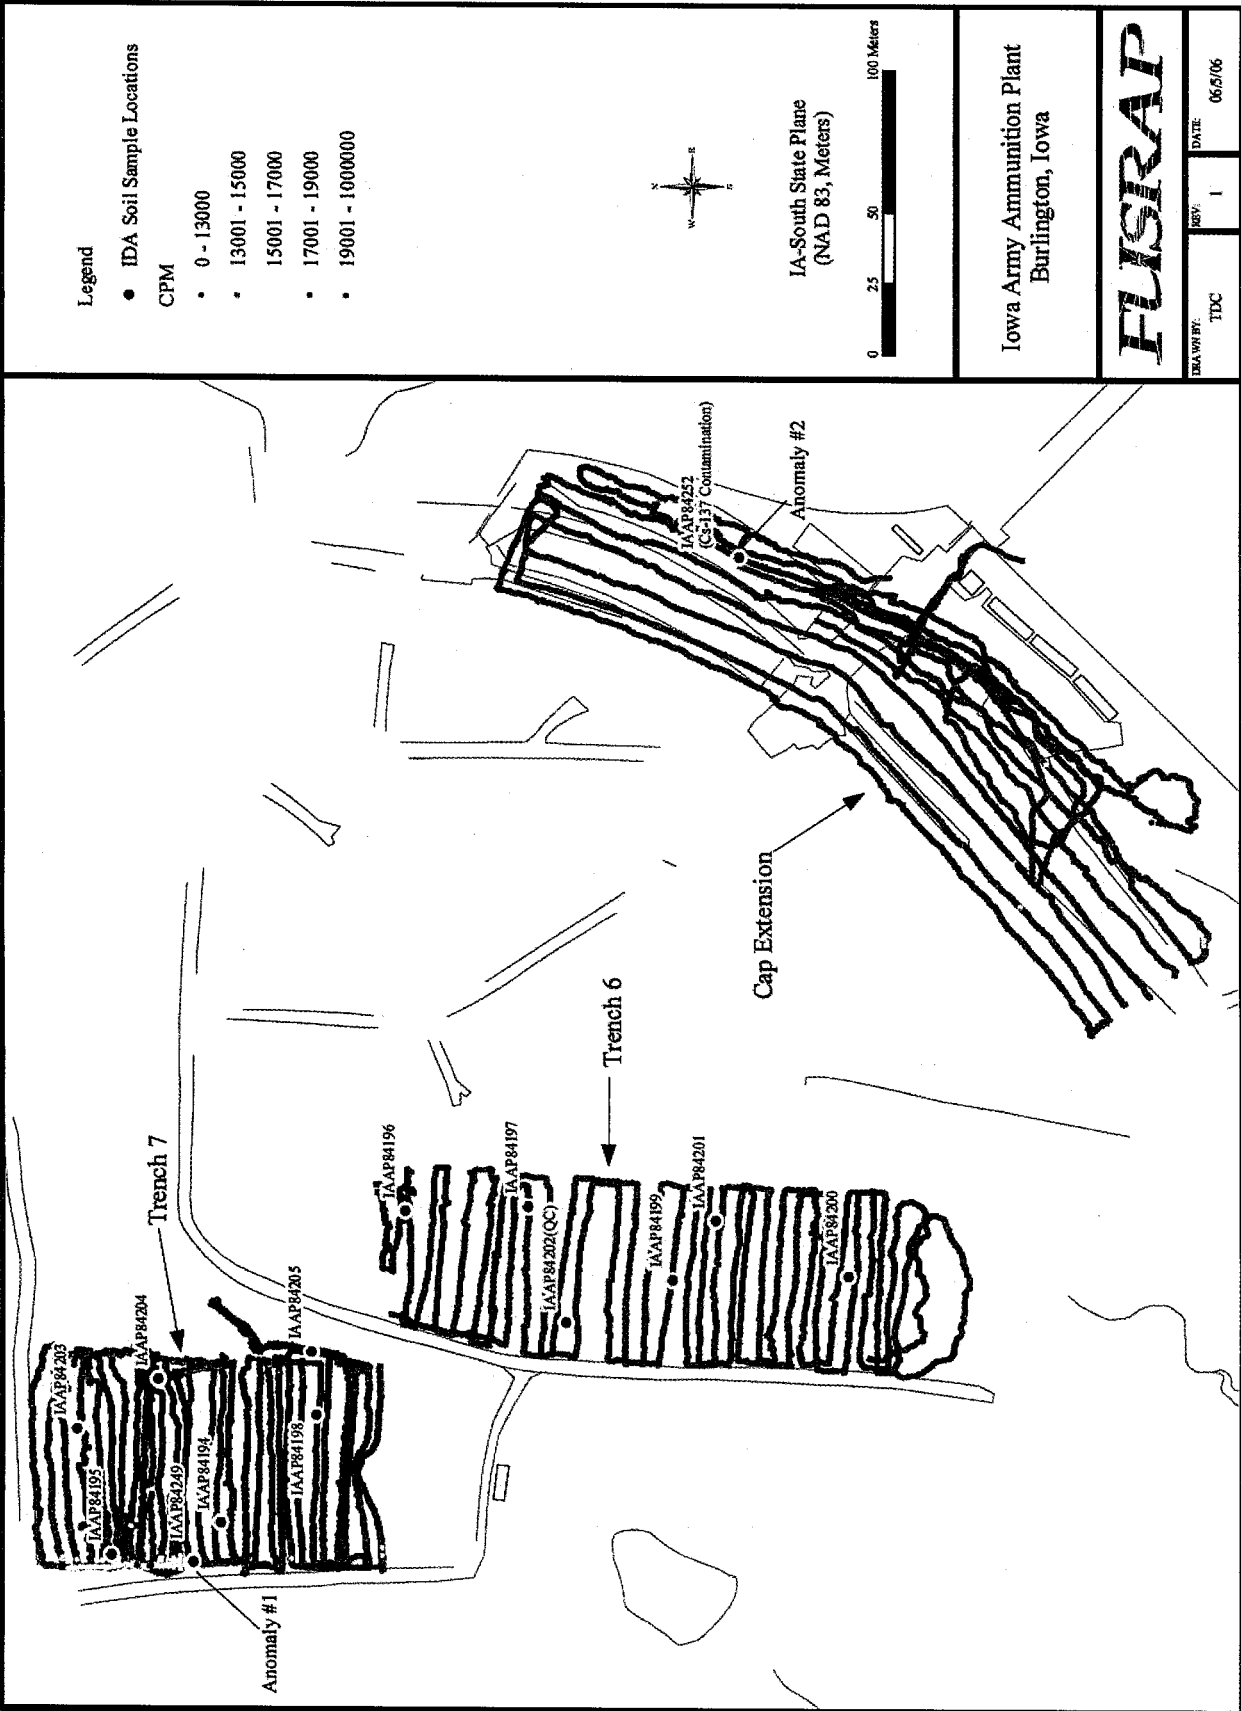 Legend
IDA Soil Sample Locations
CPM
0 - 13000
13001 - 15000
15001 - 17000
17001 - 19000
19001 - 1000000
N
W
E
S
IA-South State Plane
(NAD 83, Meters)
0 25 50 100 Meters
Iowa Army Ammunition Plant
Burlington, Iowa
FUSRAP
DRAWN BY:
TDC
REV:
1
DATE:
06/5/06
Trench 7
IAAP84203
IAAP84204
IAAP84205
IAAP84195
IAAP84249
IAAP84194
IAAP84198
Anomaly #1
IAAP84196
IAAP84197
IAAP84202(QC)
Trench 6
IAAP84199
IAAP84201
IAAP84200
Cap Extension
IAAP84252
(Cs-137 Contamination)
Anomaly #2